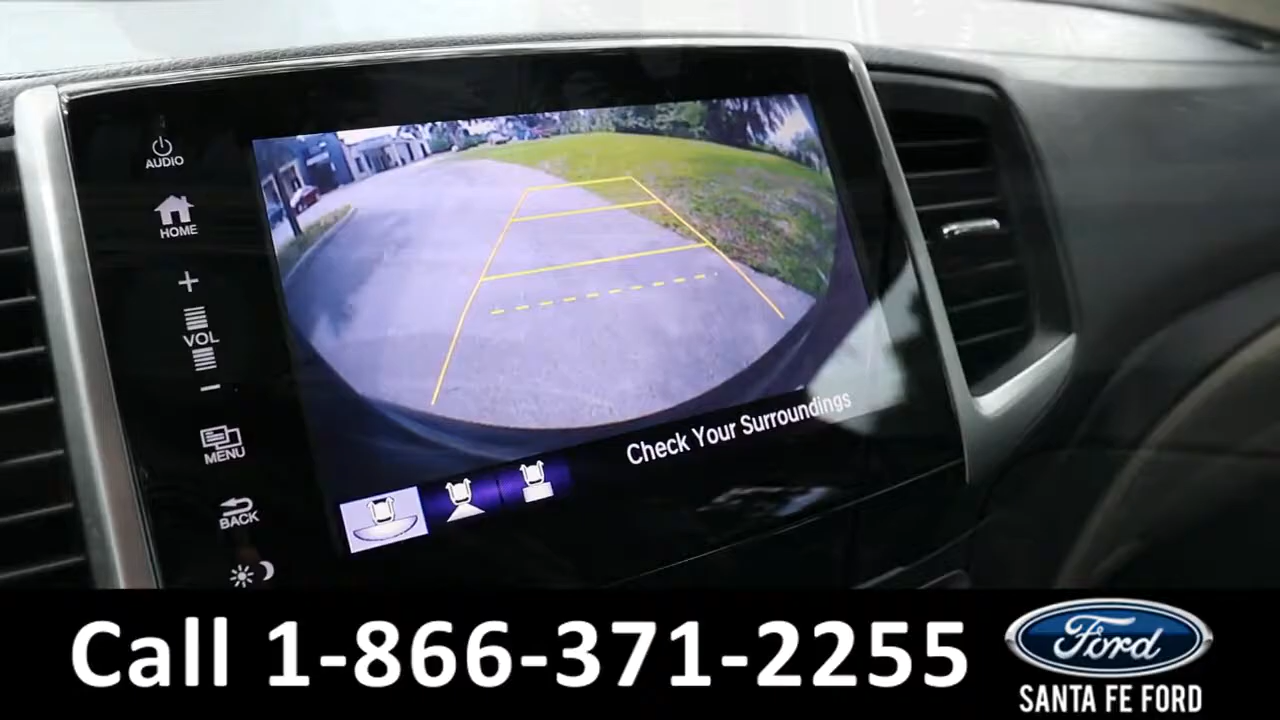 AUDIO
HOME
+
VOL
-
MENU
BACK
Check Your Surroundings
Call 1-866-371-2255
Ford
SANTA FE FORD